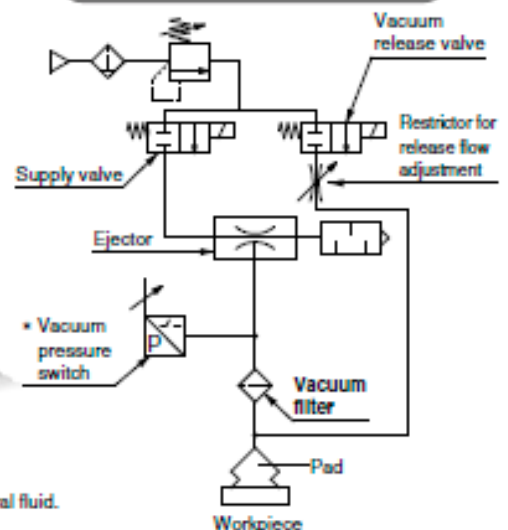 Vacuum
release valve
Restrictor for
release flow
adjustment
Supply valve
Ejector
* Vacuum
pressure
switch
P
Vacuum
filter
Pad
al fluid.
Workpiece